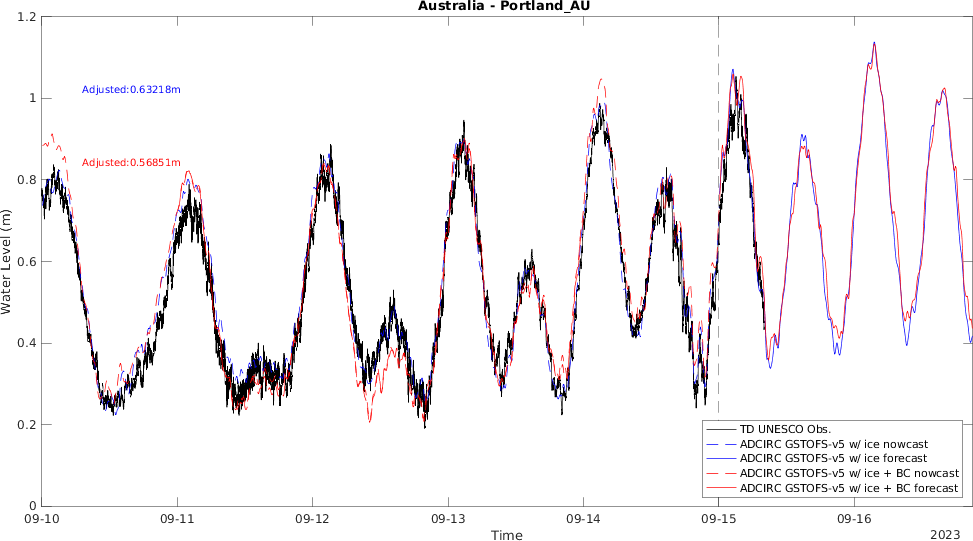 Australia - Portland_AU
1.2
1
0.8
0.6
0.4
0.2
0
Water Level (m)
Adjusted:0.63218m
Adjusted:0.56851m
TD UNESCO Obs.
ADCIRC GSTOFS-v5 w/ ice nowcast
ADCIRC GSTOFS-v5 w/ ice forecast
ADCIRC GSTOFS-v5 w/ ice + BC nowcast
ADCIRC GSTOFS-v5 w/ ice + BC forecast
09-10 09-11 09-12 09-13 09-14 09-15 09-16
Time
2023